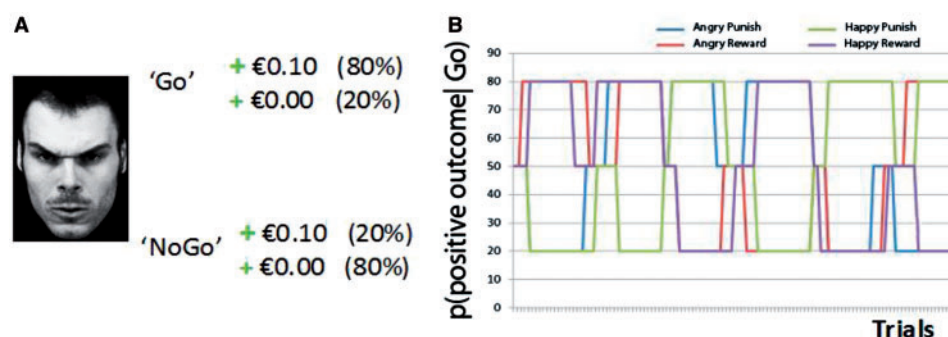 A
'Go'
+ €0.10 (80%)
+ €0.00 (20%)
'NoGo'
+ €0.10 (20%)
+ €0.00 (80%)
B
Angry Punish
Happy Punish
Angry Reward
Happy Reward
p(positive outcome| Go)
90
80
70
60
50
40
30
20
10
0
Trials